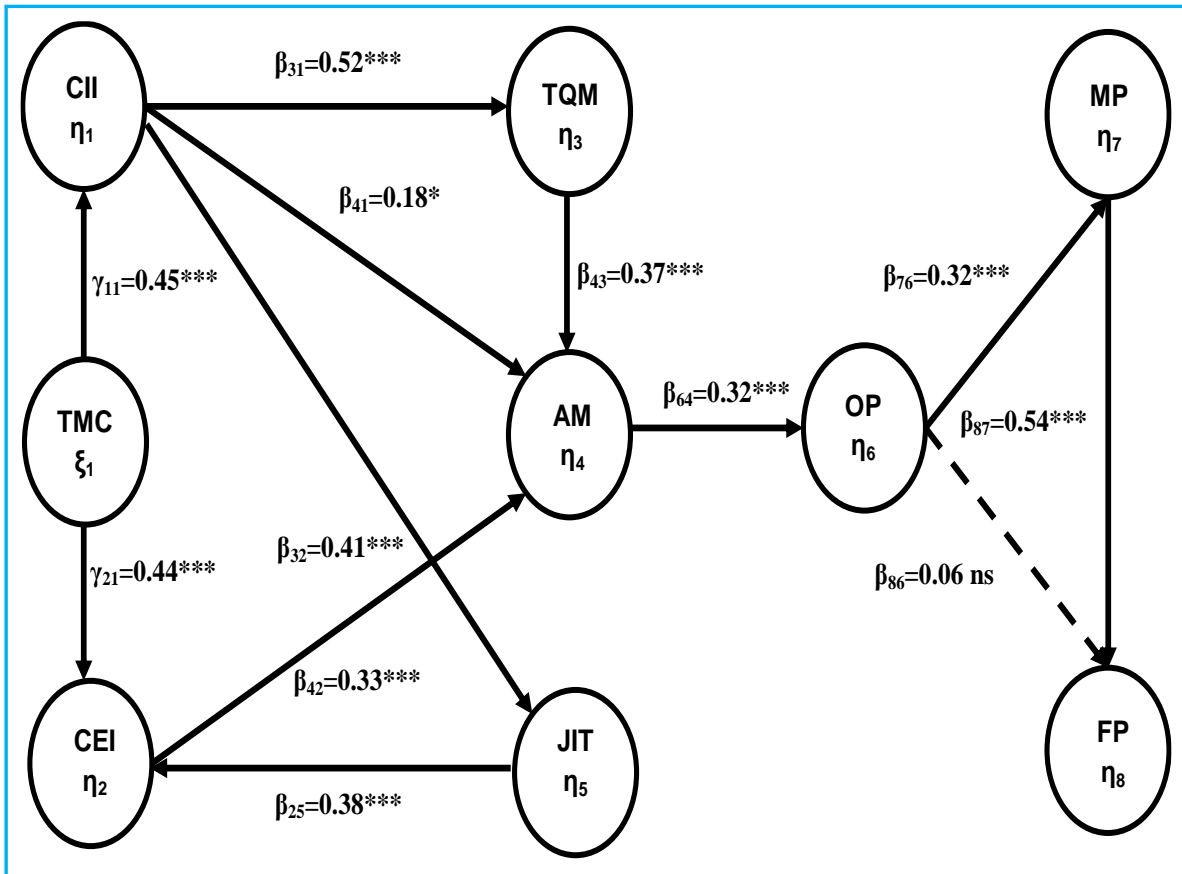 CII
η₁
β₃₁=0.52***
TQM
η₃
MP
η₇
β₄₁=0.18*
γ₁₁=0.45***
β₄₃=0.37***
β₇₆=0.32***
TMC
ξ₁
AM
η₄
β₆₄=0.32***
OP
η₆
β₈₇=0.54***
β₃₂=0.41***
γ₂₁=0.44***
β₈₆=0.06 ns
β₄₂=0.33***
CEI
η₂
JIT
η₅
FP
η₈
β₂₅=0.38***